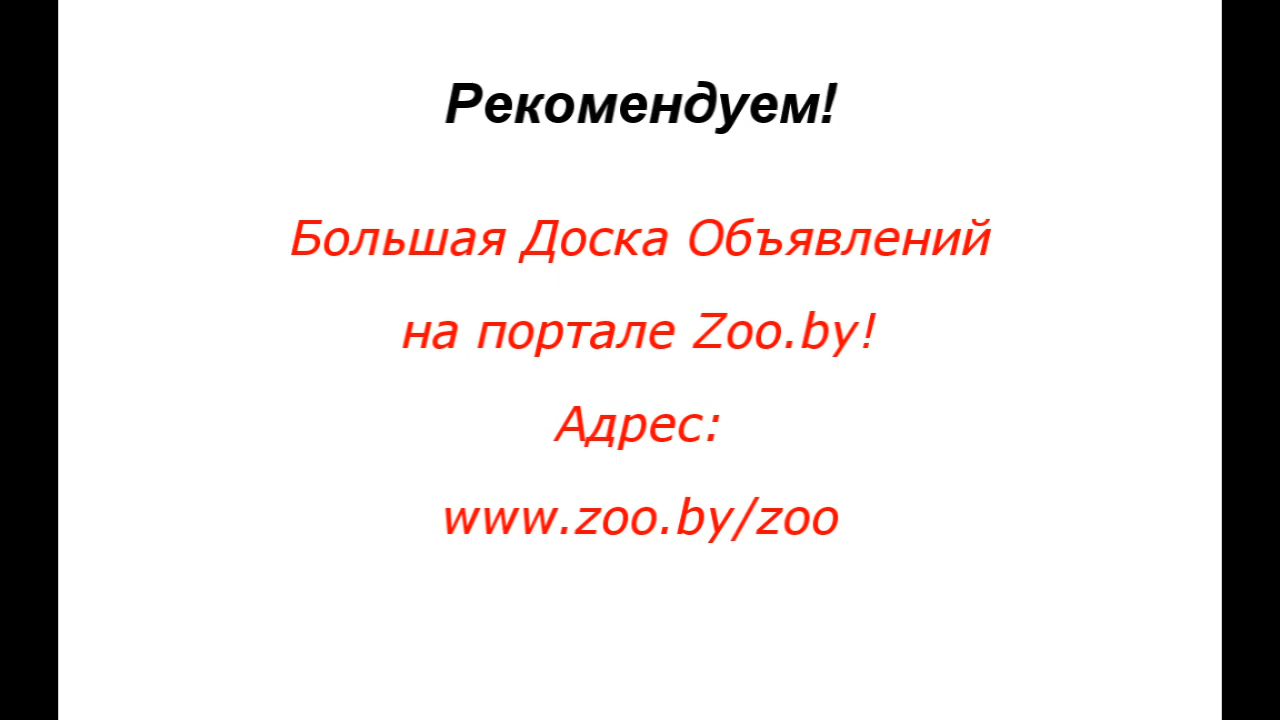 Рекомендуем!
Большая Доска Объявлений
на портале Zoo.by!
Адрес:
www.zoo.by/zoo